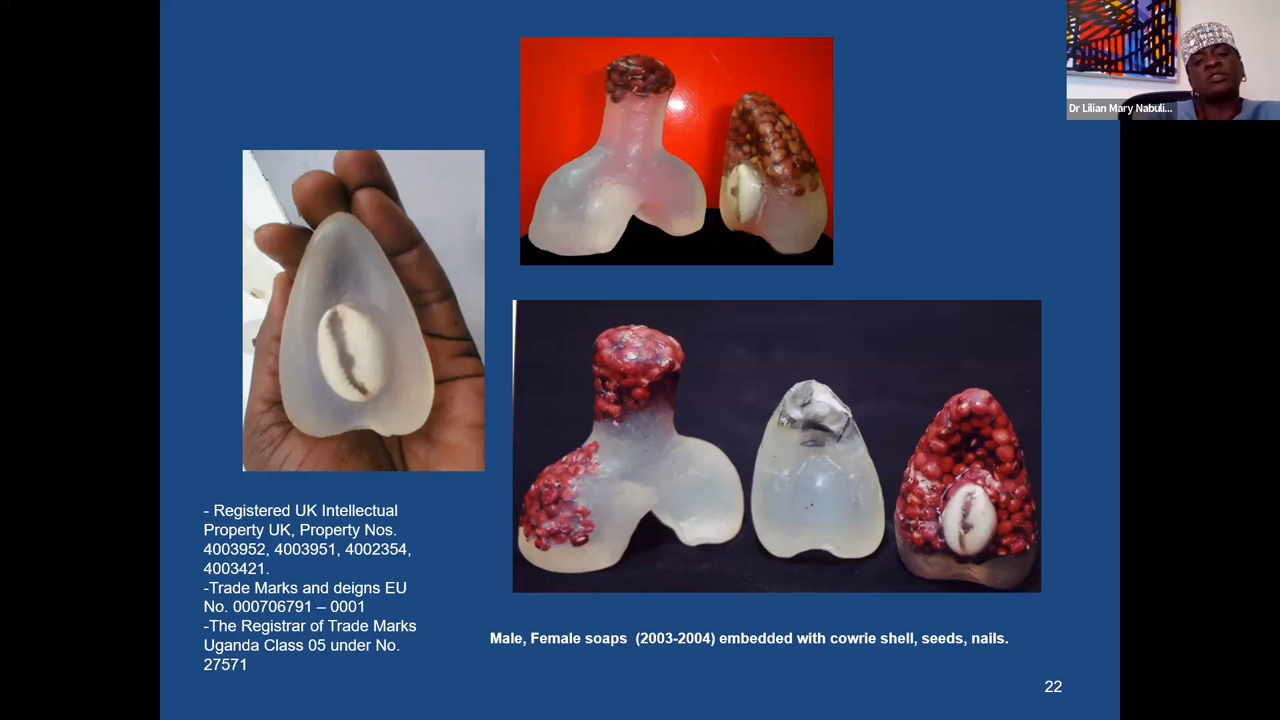 Dr Lilian Mary Nabuli...
- Registered UK Intellectual
Property UK, Property Nos.
4003952, 4003951, 4002354,
4003421.
-Trade Marks and deigns EU
No. 000706791 – 0001
-The Registrar of Trade Marks
Uganda Class 05 under No.
27571
Male, Female soaps (2003-2004) embedded with cowrie shell, seeds, nails.
22